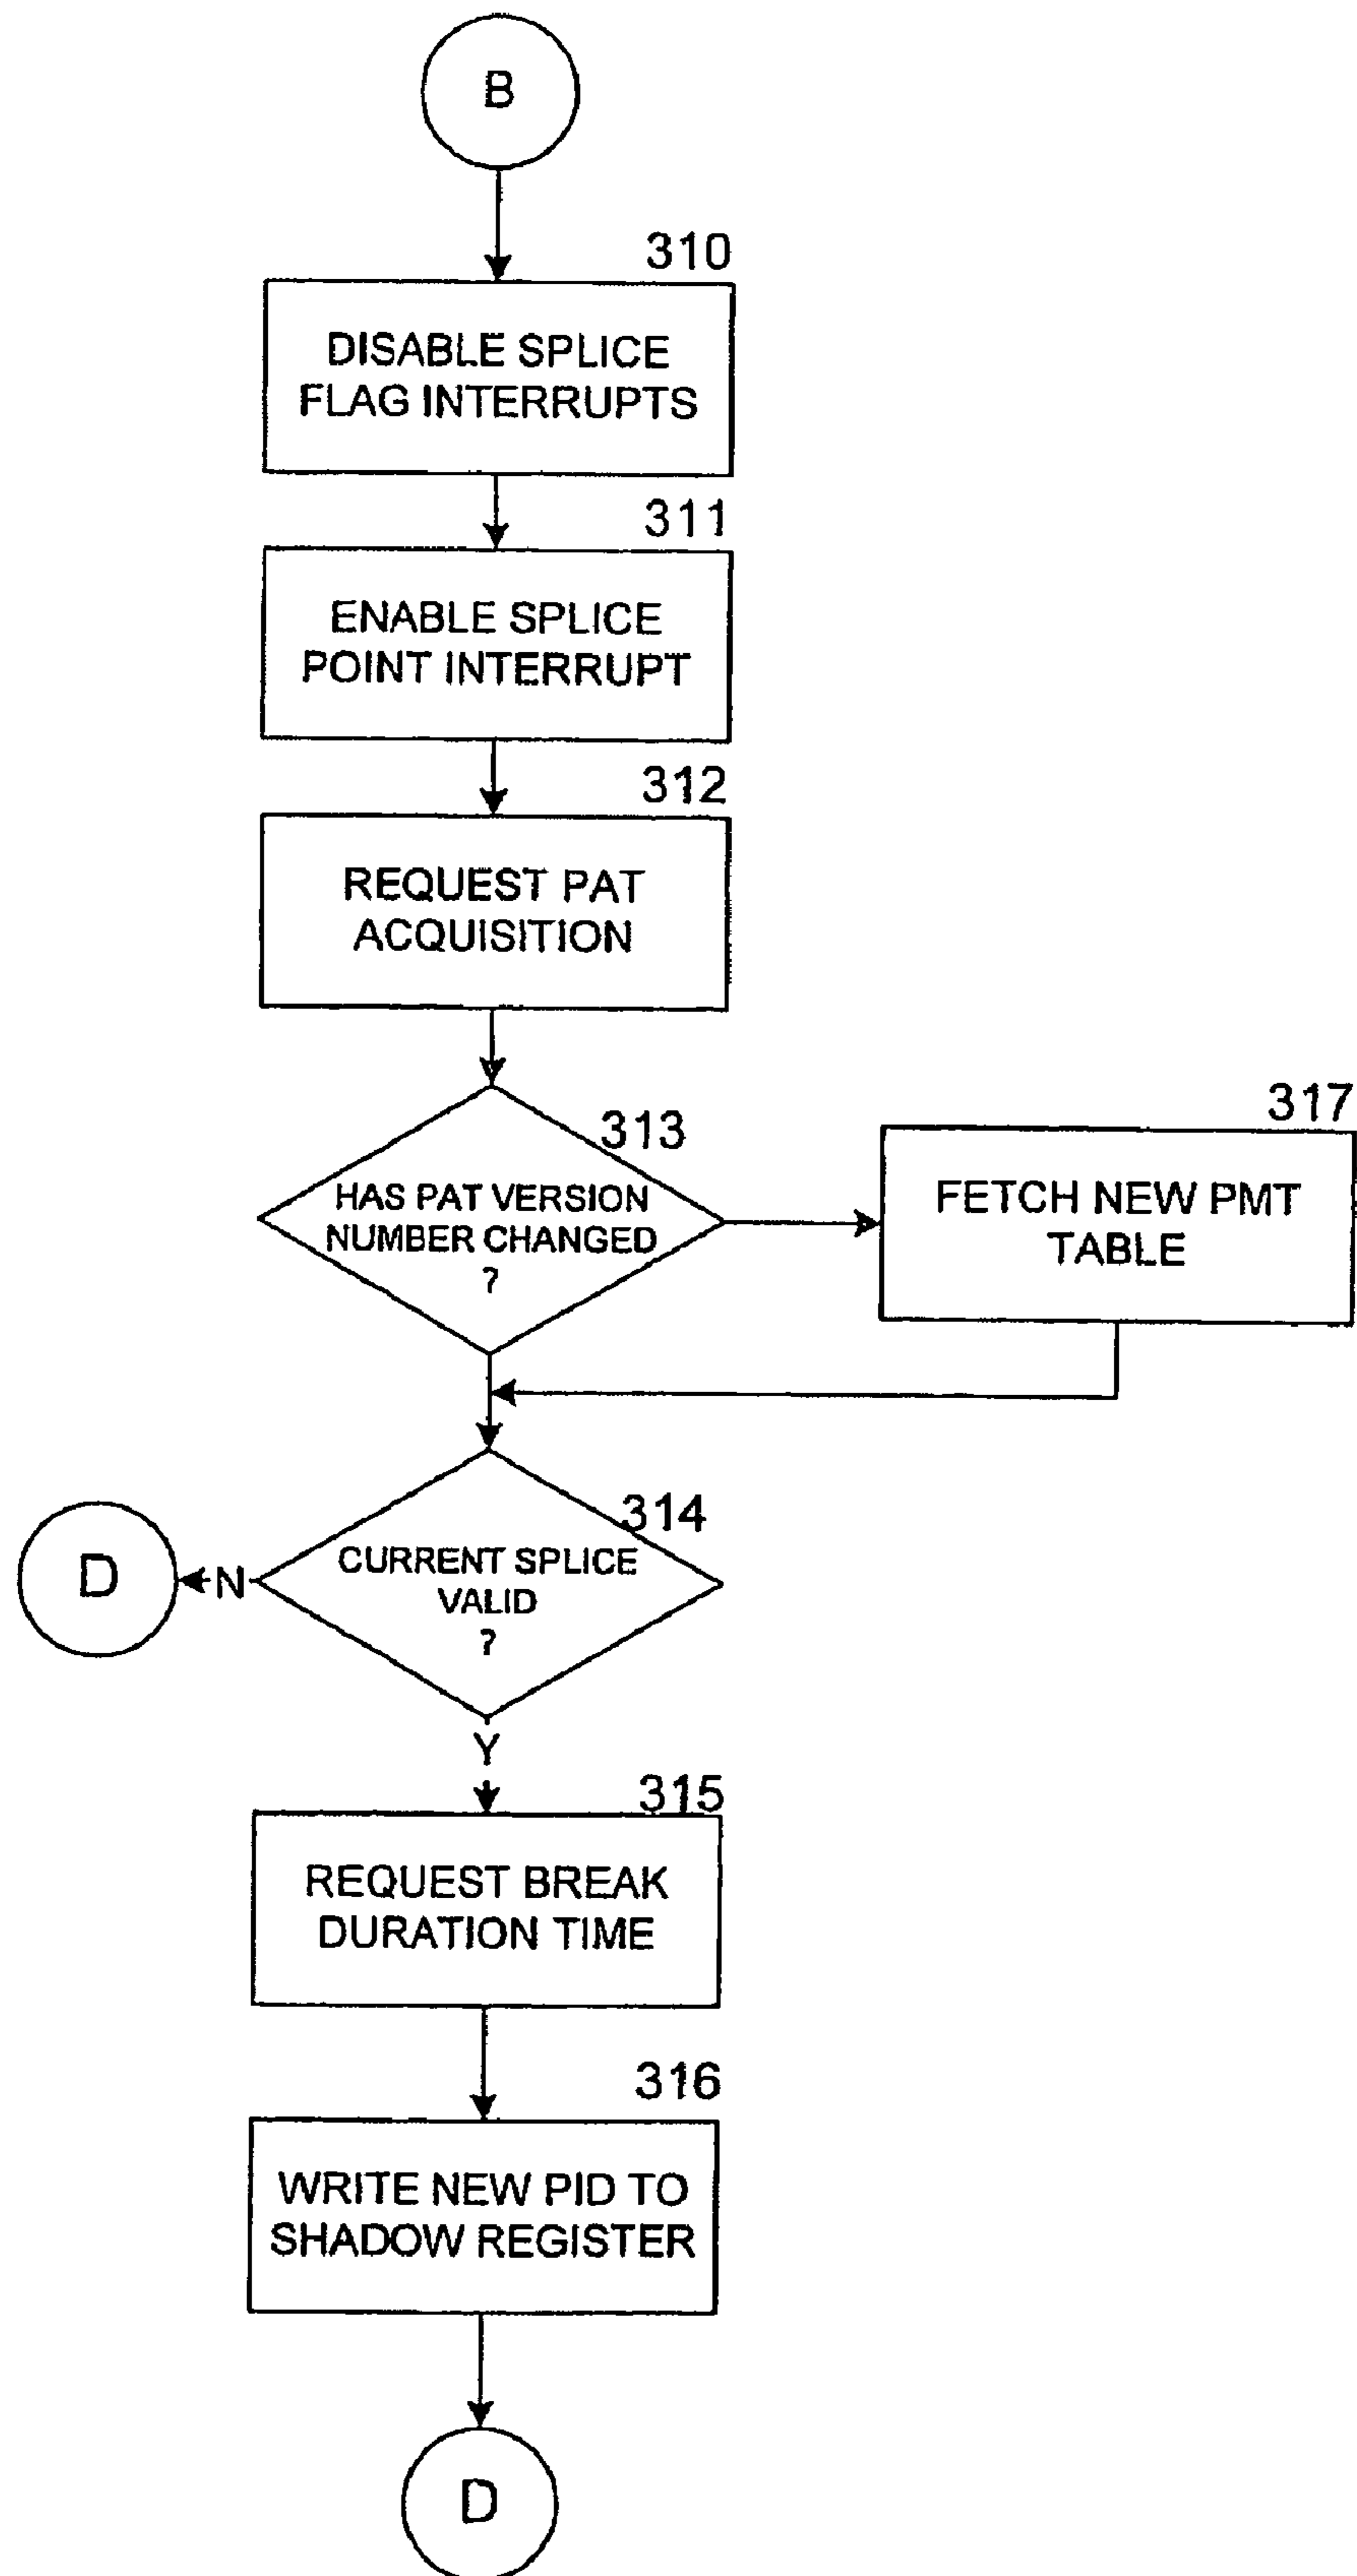 B
310
DISABLE SPLICE
FLAG INTERRUPTS
311
ENABLE SPLICE
POINT INTERRUPT
312
REQUEST PAT
ACQUISITION
313
HAS PAT VERSION
NUMBER CHANGED
?
317
FETCH NEW PMT
TABLE
314
CURRENT SPLICE
VALID
?
N
D
Y
315
REQUEST BREAK
DURATION TIME
316
WRITE NEW PID TO
SHADOW REGISTER
D